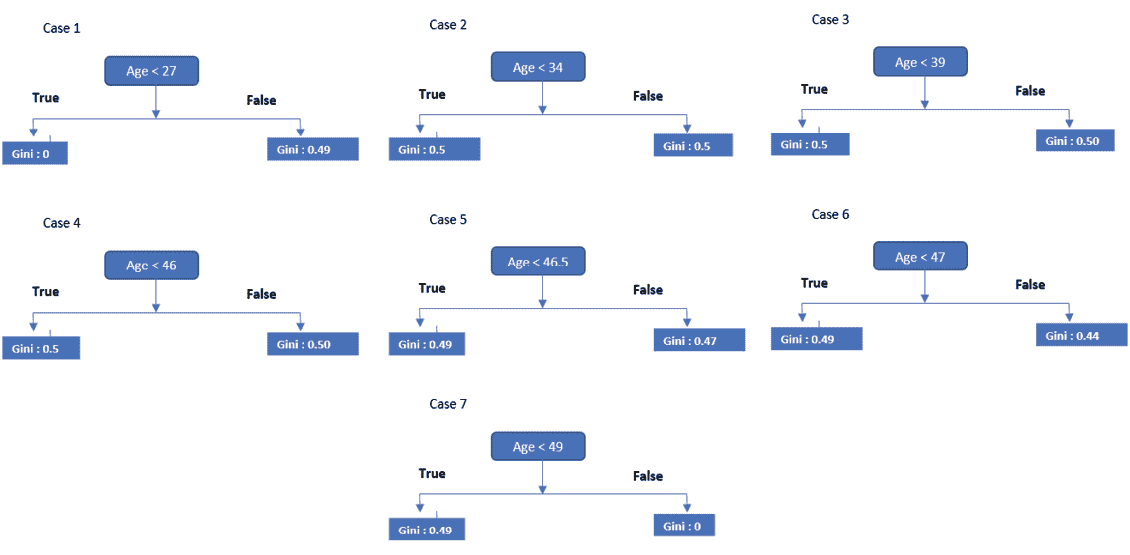 Case 1
Age < 27
True
False
Gini : 0
Gini : 0.49
Case 2
Age < 34
True
False
Gini : 0.5
Gini : 0.5
Case 3
Age < 39
True
False
Gini : 0.5
Gini : 0.50
Case 4
Age < 46
True
False
Gini : 0.5
Gini : 0.50
Case 5
Age < 46.5
True
False
Gini : 0.49
Gini : 0.47
Case 6
Age < 47
True
False
Gini : 0.49
Gini : 0.44
Case 7
Age < 49
True
False
Gini : 0.49
Gini : 0